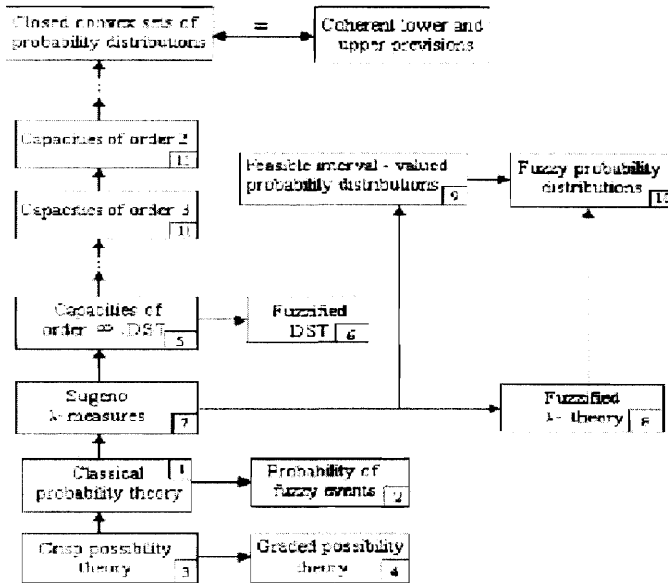 Closed convex sets of
probability distributions
=
Coherent lower and
upper previsions
Capacities of order 2
11
Feasible interval - valued
probability distributions
9
Fuzzy probability
distributions
10
Capacities of order 3
11
Capacities of
order ∞ .DST
5
Fuzzified
DST
6
Sugeno
λ- measures
7
Fuzzified
λ- theory
8
Classical
probability theory
1
Probability of
fuzzy events
2
Crisp possibility
theory
3
Graded possibility
theory
4